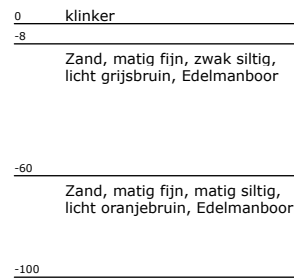 0 klinker
-8
Zand, matig fijn, zwak siltig,
licht grijsbruin, Edelmanboor
-60
Zand, matig fijn, matig siltig,
licht oranjebruin, Edelmanboor
-100